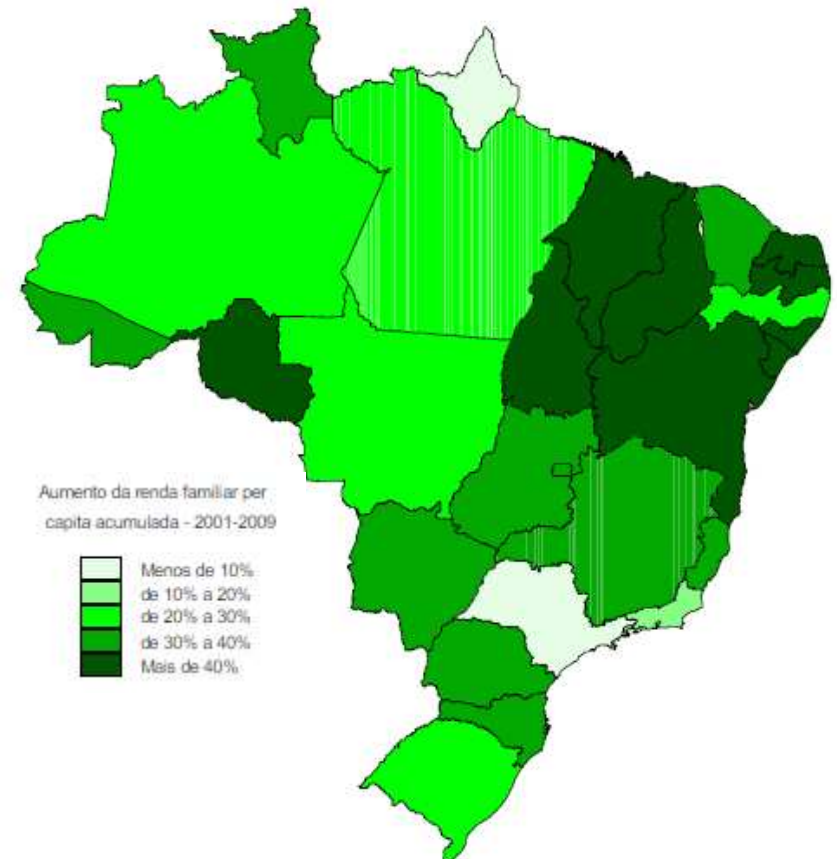 Aumento da renda familiar per
capita acumulada - 2001-2009
Menos de 10%
de 10% a 20%
de 20% a 30%
de 30% a 40%
Mais de 40%